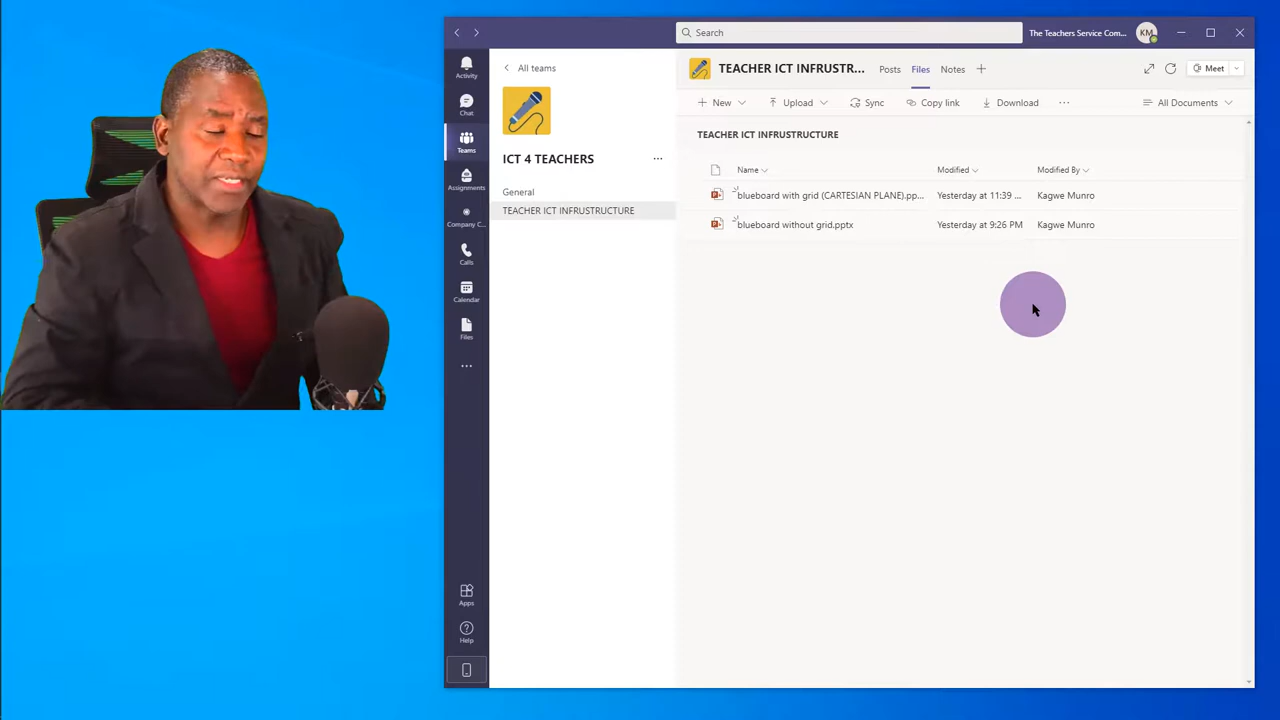 Search
The Teachers Service Com...
KM
Activity
Chat
Teams
Assignments
Company C...
Calls
Calendar
Files
Apps
Help
All teams
ICT 4 TEACHERS
General
TEACHER ICT INFRUSTRUCTURE
TEACHER ICT INFRUSTR...
Posts
Files
Notes
Meet
New
Upload
Sync
Copy link
Download
All Documents
TEACHER ICT INFRUSTRUCTURE
Name
Modified
Modified By
blueboard with grid (CARTESIAN PLANE).pp...
Yesterday at 11:39 ...
Kagwe Munro
blueboard without grid.pptx
Yesterday at 9:26 PM
Kagwe Munro